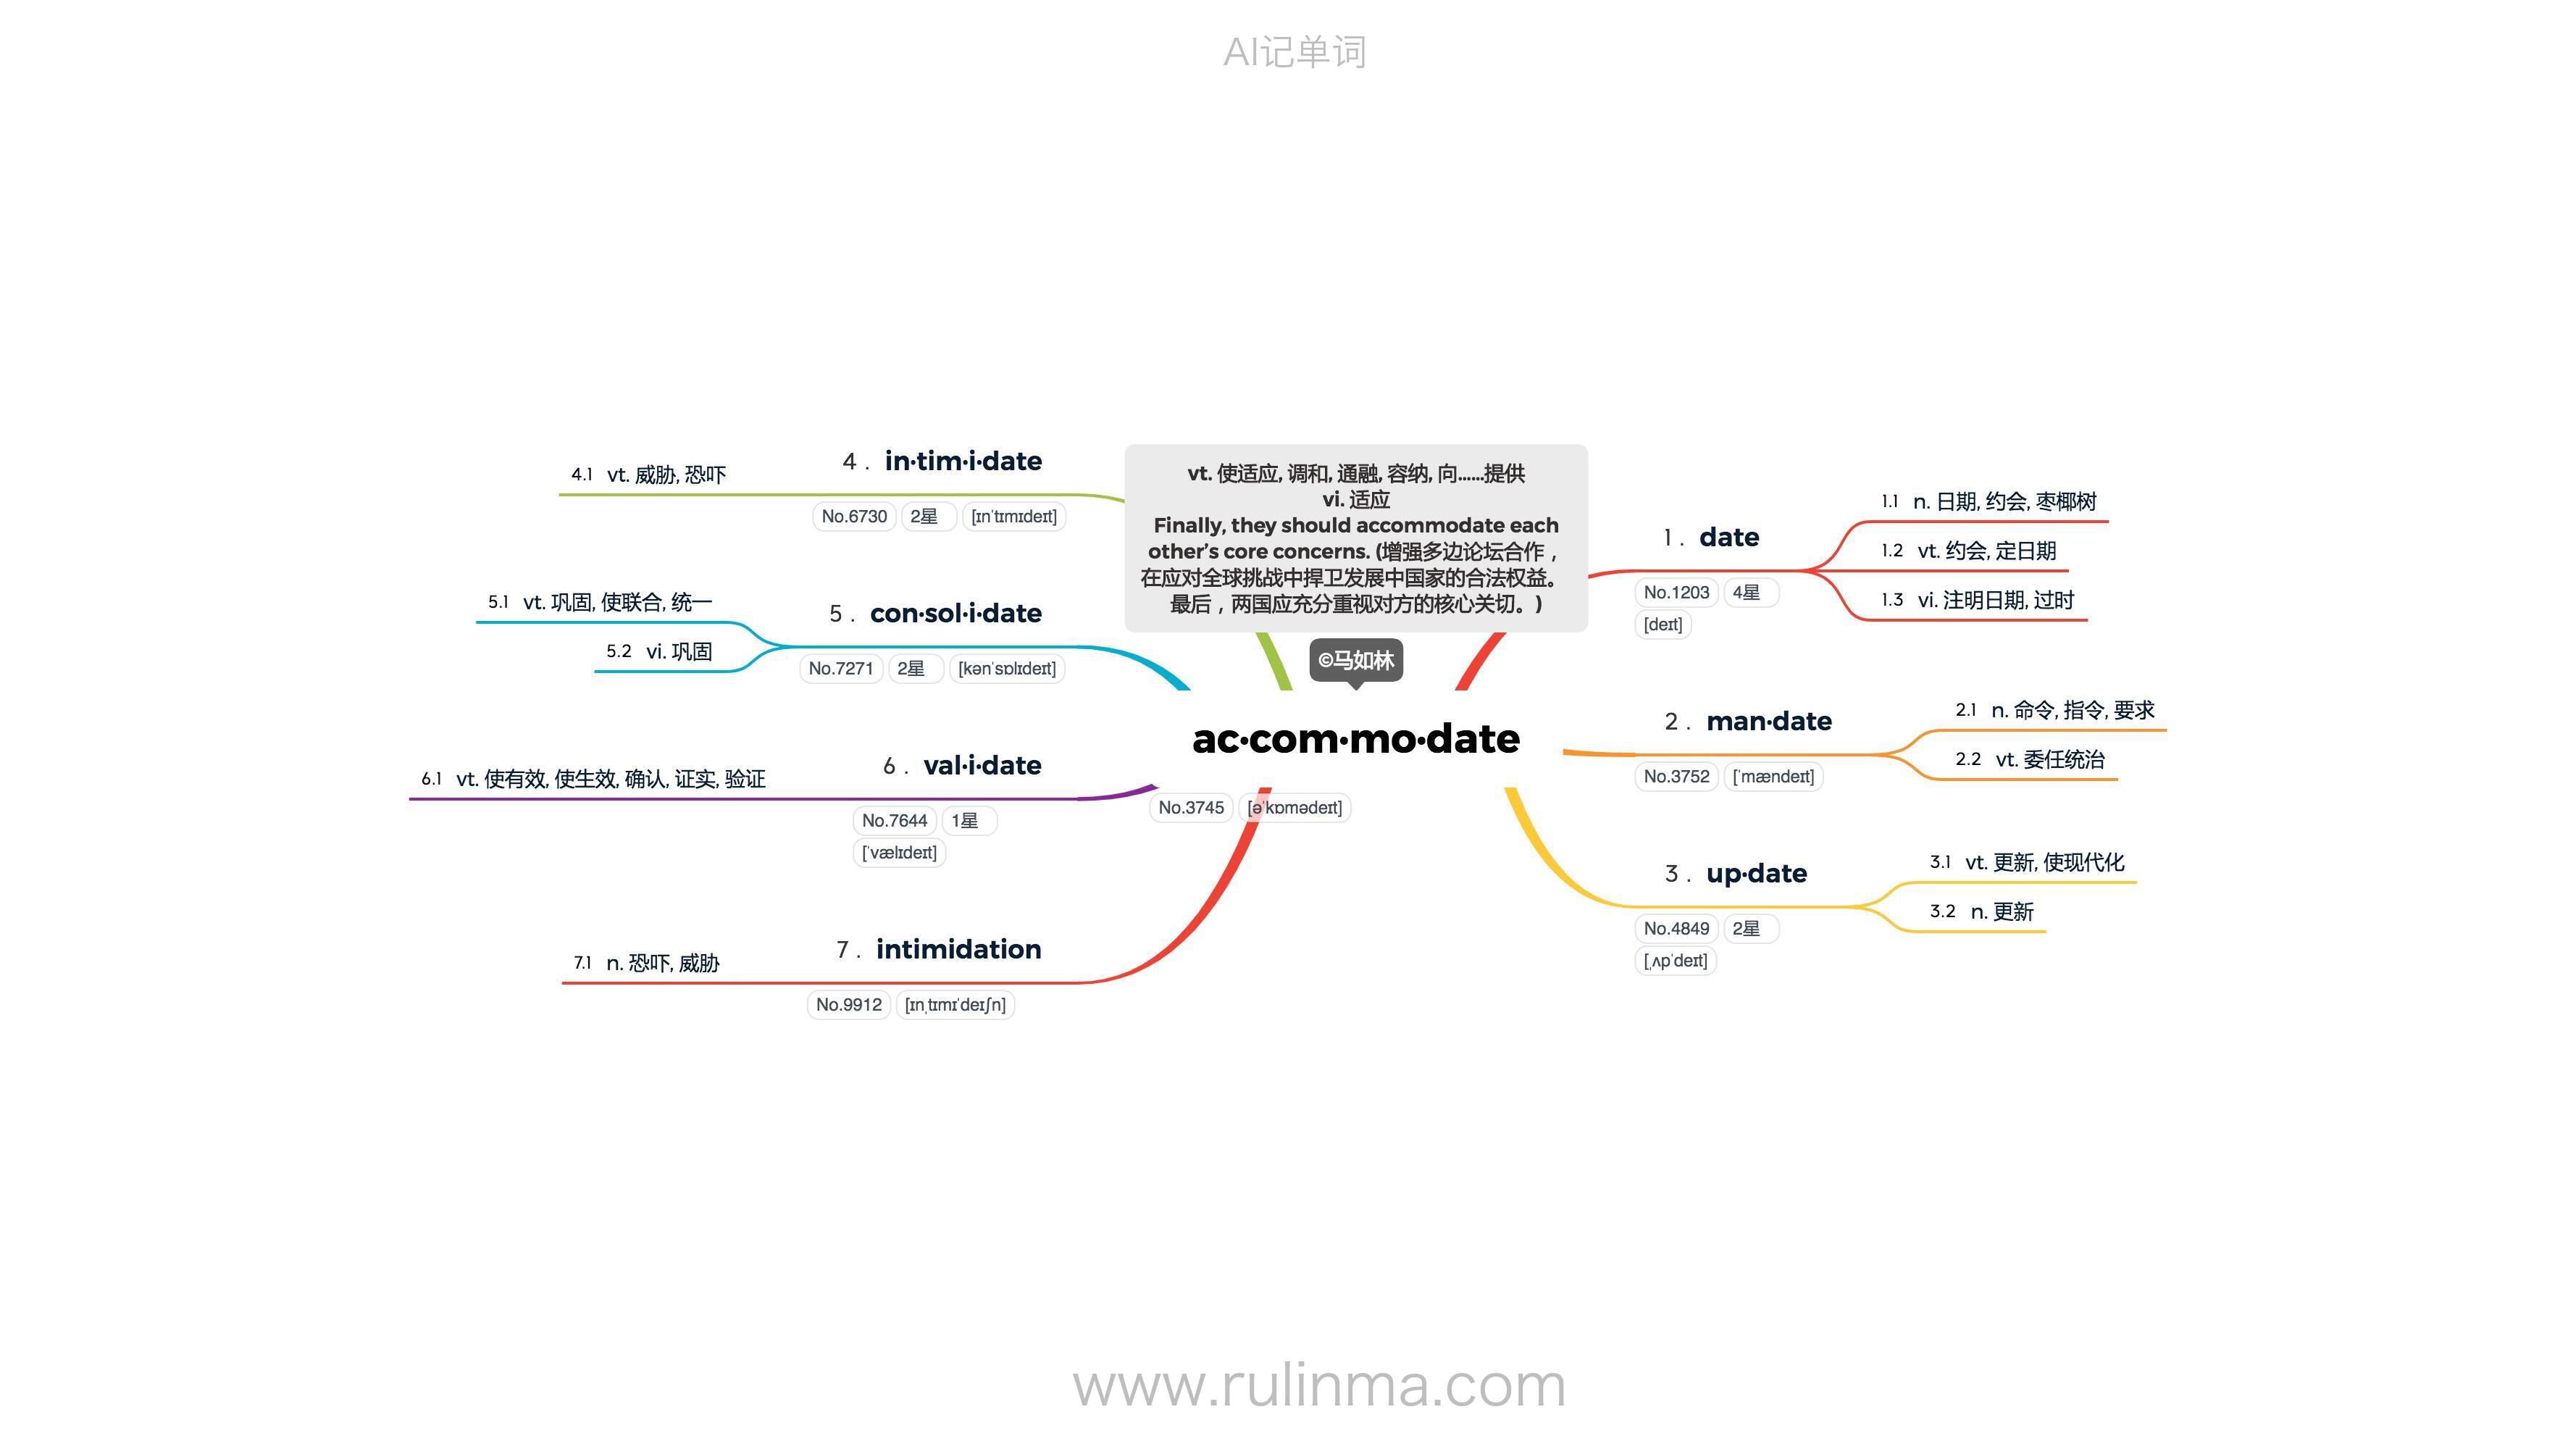 AI记单词
vt. 使适应, 调和, 通融, 容纳, 向……提供
vi. 适应
Finally, they should accommodate each
other’s core concerns. (增强多边论坛合作，
在应对全球挑战中捍卫发展中国家的合法权益。
最后，两国应充分重视对方的核心关切。)
©马如林
ac·com·mo·date
No.3745 [əˈkɒmədeɪt]
1. date
No.1203 4星
[deɪt]
1.1 n. 日期, 约会, 枣椰树
1.2 vt. 约会, 定日期
1.3 vi. 注明日期, 过时
2. man·date
No.3752 [ˈmændeɪt]
2.1 n. 命令, 指令, 要求
2.2 vt. 委任统治
3. up·date
No.4849 2星
[ˌʌpˈdeɪt]
3.1 vt. 更新, 使现代化
3.2 n. 更新
4. in·tim·i·date
No.6730 2星 [ɪnˈtɪmɪdeɪt]
4.1 vt. 威胁, 恐吓
5. con·sol·i·date
No.7271 2星 [kənˈsɒlɪdeɪt]
5.1 vt. 巩固, 使联合, 统一
5.2 vi. 巩固
6. val·i·date
No.7644 1星
[ˈvælɪdeɪt]
6.1 vt. 使有效, 使生效, 确认, 证实, 验证
7. intimidation
No.9912 [ɪnˌtɪmɪˈdeɪʃn]
7.1 n. 恐吓, 威胁
www.rulinma.com